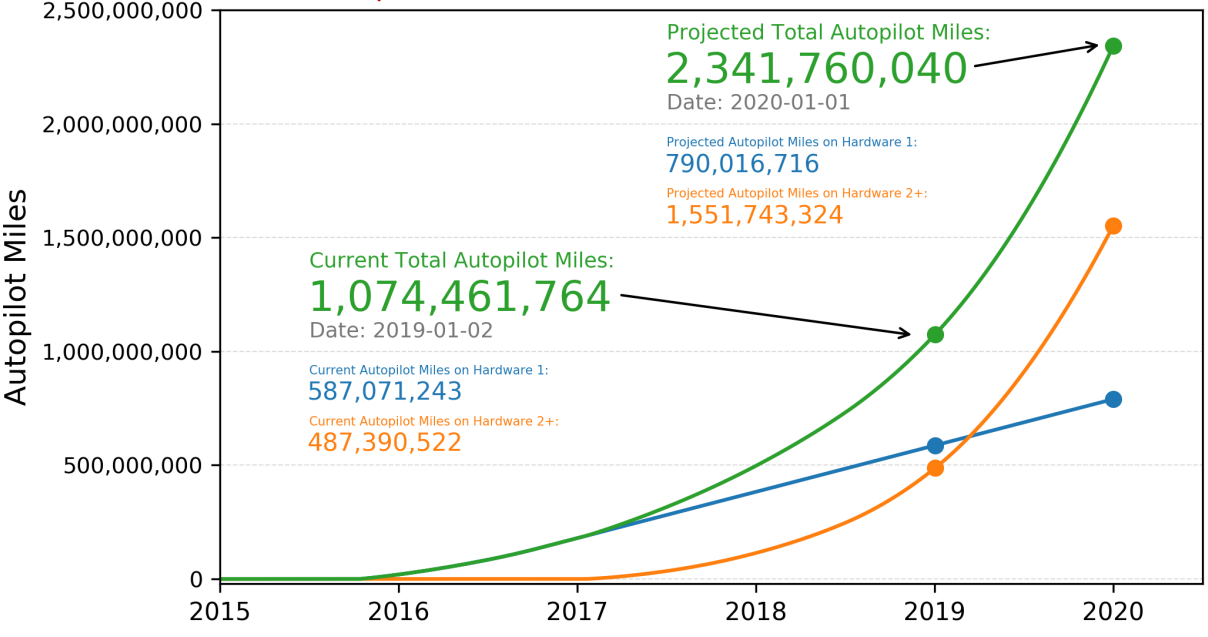 2,500,000,000
2,000,000,000
1,500,000,000
1,000,000,000
500,000,000
0
Autopilot Miles
Projected Total Autopilot Miles:
2,341,760,040
Date: 2020-01-01
Projected Autopilot Miles on Hardware 1:
790,016,716
Projected Autopilot Miles on Hardware 2+:
1,551,743,324
Current Total Autopilot Miles:
1,074,461,764
Date: 2019-01-02
Current Autopilot Miles on Hardware 1:
587,071,243
Current Autopilot Miles on Hardware 2+:
487,390,522
2015
2016
2017
2018
2019
2020